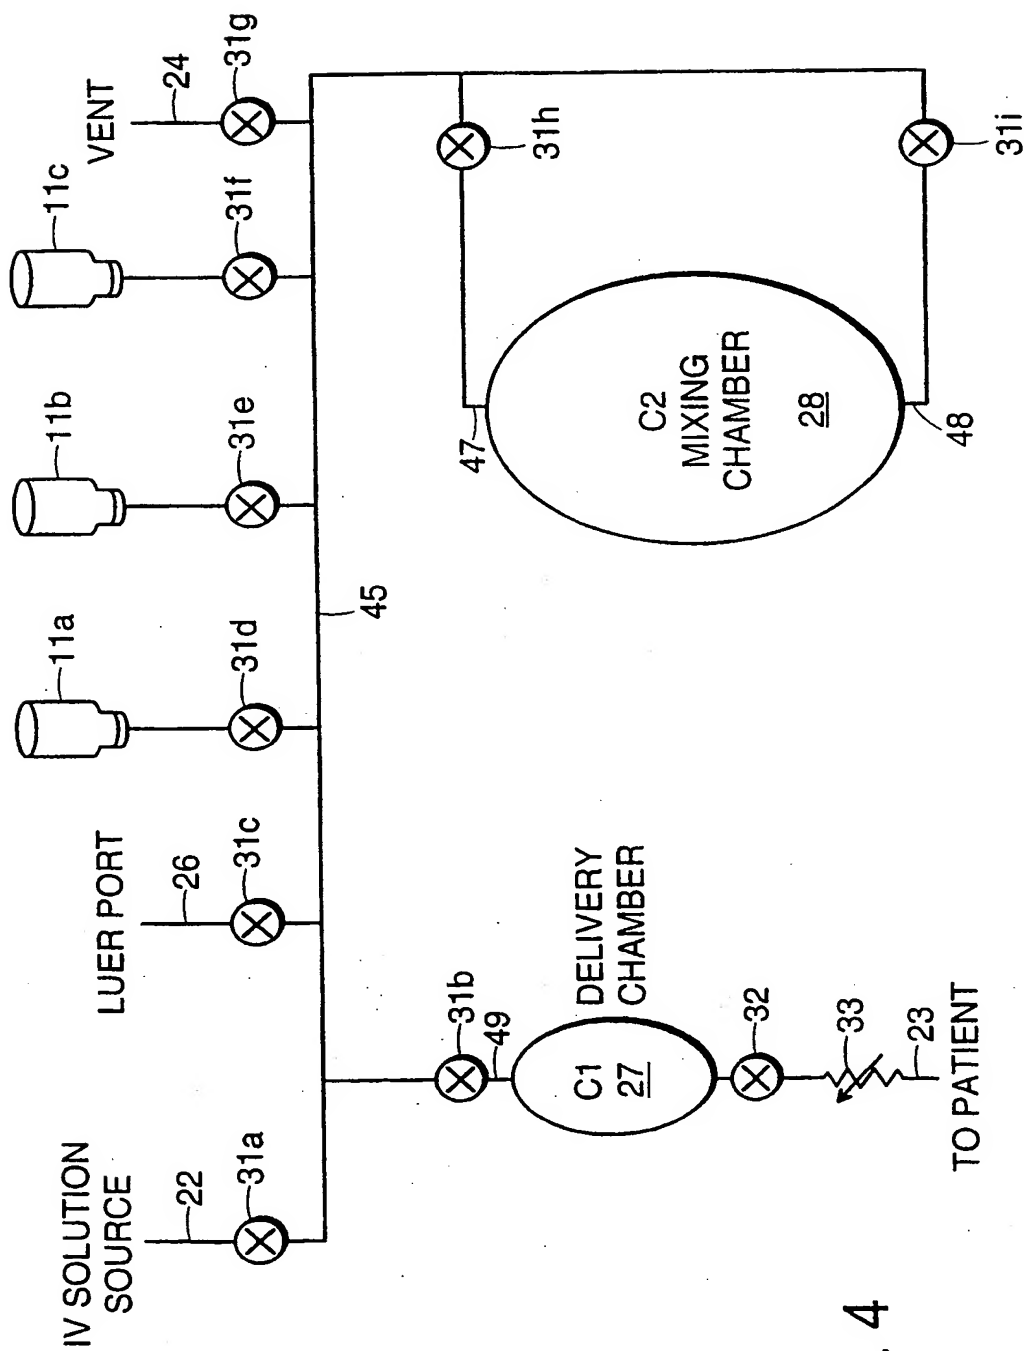 IV SOLUTION
SOURCE
22
31a
LUER PORT
26
31c
11a
31d
11b
31e
11c
31f
VENT
24
31g
45
31b
49
C1
27
DELIVERY
CHAMBER
32
33
23
TO PATIENT
47
C2
MIXING
CHAMBER
28
48
31h
31i
4